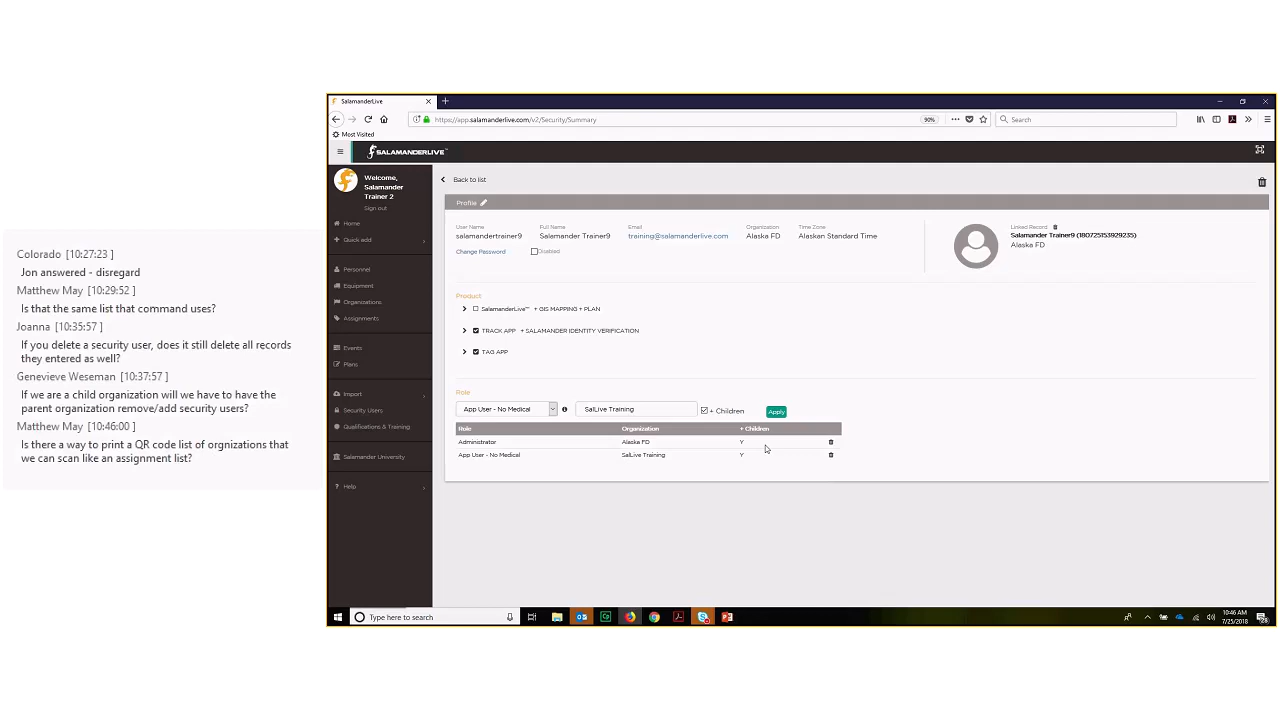 Colorado [10:27:23 ]
Jon answered - disregard
Matthew May [10:29:52 ]
Is that the same list that command uses?
Joanna [10:35:57 ]
If you delete a security user, does it still delete all records
they entered as well?
Genevieve Weseman [10:37:57 ]
If we are a child organization will we have to have the
parent organization remove/add security users?
Matthew May [10:46:00 ]
Is there a way to print a QR code list of orgnizations that
we can scan like an assignment list?
SalamanderLive
https://app.salamanderlive.com/v2/Security/Summary
90%
Search
Most Visited
SALAMANDERLIVE™
Welcome,
Salamander
Trainer 2
Sign out
Home
Quick add
Personnel
Equipment
Organizations
Assignments
Events
Plans
Import
Security Users
Qualifications & Training
Salamander University
Help
Back to list
Profile
User Name Full Name Email Organization Time Zone
salamandertrainer9 Salamander Trainer9 training@salamanderlive.com Alaska FD Alaskan Standard Time
Change Password Disabled
Linked Record
Salamander Trainer9 (180725153929235)
Alaska FD
Product
SalamanderLive™ + GIS MAPPING + PLAN
TRACK APP + SALAMANDER IDENTITY VERIFICATION
TAG APP
Role
App User - No Medical SalLive Training + Children Apply
Role Organization + Children
Administrator Alaska FD Y
App User - No Medical SalLive Training Y
Type here to search
10:46 AM
7/25/2018